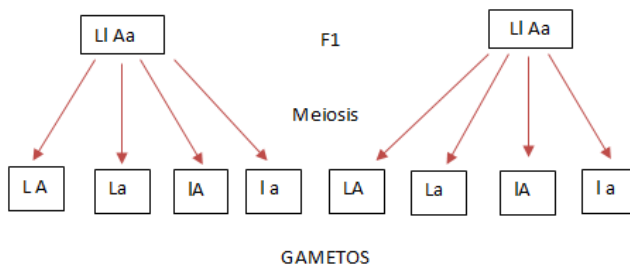 Ll Aa F1 Ll Aa
Meiosis
L A La lA l a LA La lA l a
GAMETOS